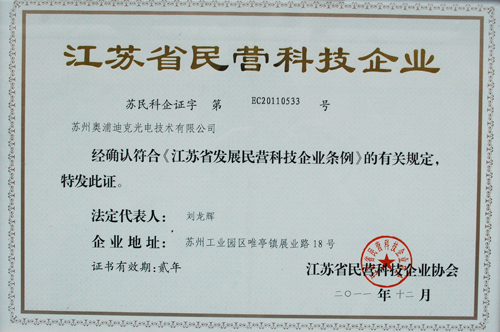 江苏省民营科技企业
苏民科企证字 第 EC20110533 号
苏州奥浦迪克光电技术有限公司
经确认符合《江苏省发展民营科技企业条例》的有关规定,
特发此证。
法定代表人: 刘龙辉
企业地址: 苏州工业园区唯亭镇展业路18号
证书有效期: 贰年
江苏省民营科技企业协会
二〇一一年十二月